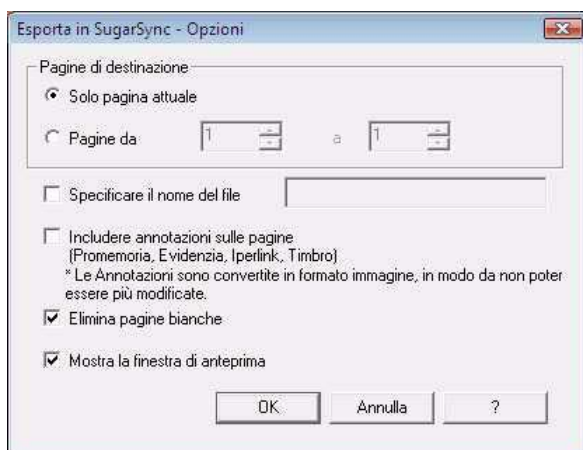 Esporta in SugarSync - Opzioni
Pagine di destinazione
Solo pagina attuale
Pagine da 1 a 1
Specificare il nome del file
Includere annotazioni sulle pagine
(Promemoria, Evidenzia, Iperlink, Timbro)
* Le Annotazioni sono convertite in formato immagine, in modo da non poter
essere più modificate.
Elimina pagine bianche
Mostra la finestra di anteprima
OK Annulla ?